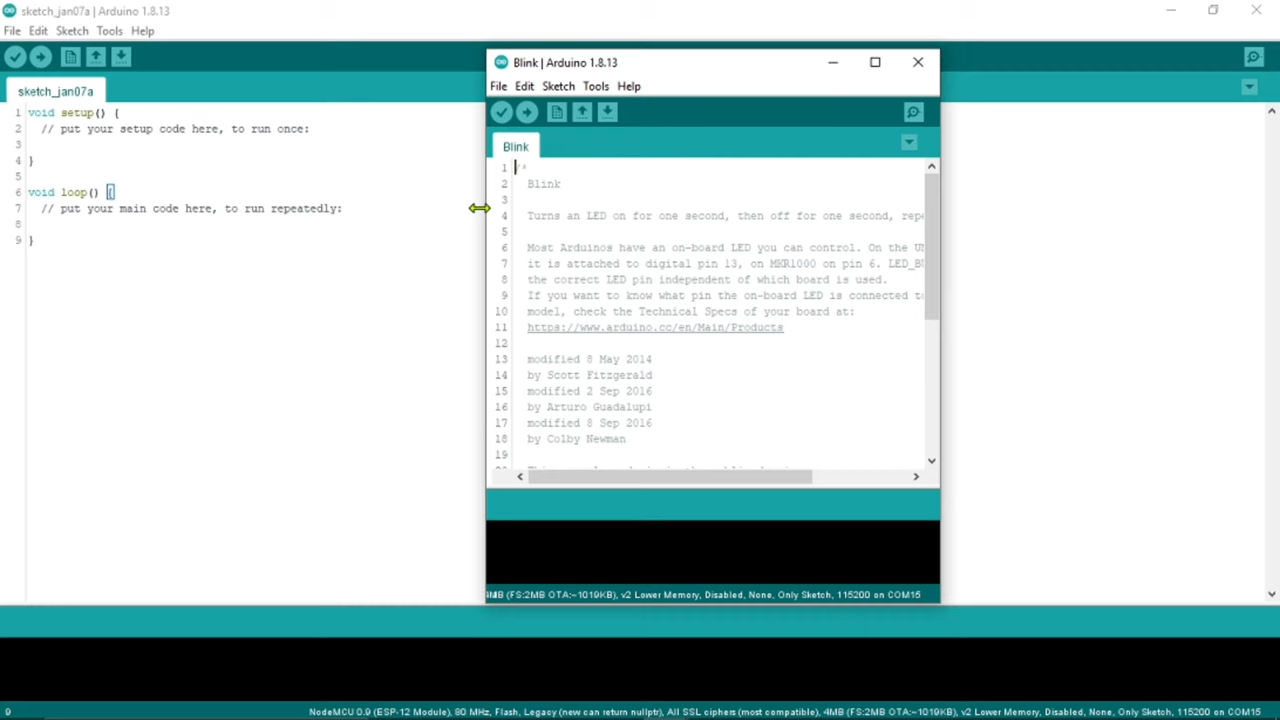 sketch_jan07a | Arduino 1.8.13
File Edit Sketch Tools Help
sketch_jan07a
1 void setup() {
2 // put your setup code here, to run once:
3
4 }
5
6 void loop() {
7 // put your main code here, to run repeatedly:
8
9 }
Blink | Arduino 1.8.13
File Edit Sketch Tools Help
Blink
1 /*
2 Blink
3
4 Turns an LED on for one second, then off for one second, repe
5
6 Most Arduinos have an on-board LED you can control. On the UN
7 it is attached to digital pin 13, on MKR1000 on pin 6. LED_BU
8 the correct LED pin independent of which board is used.
9 If you want to know what pin the on-board LED is connected to
10 model, check the Technical Specs of your board at:
11 https://www.arduino.cc/en/Main/Products
12
13 modified 8 May 2014
14 by Scott Fitzgerald
15 modified 2 Sep 2016
16 by Arturo Guadalupi
17 modified 8 Sep 2016
18 by Colby Newman
19
4MB (FS:2MB OTA:~1019KB), v2 Lower Memory, Disabled, None, Only Sketch, 115200 on COM15
9 NodeMCU 0.9 (ESP-12 Module), 80 MHz, Flash, Legacy (new can return nullptr), All SSL ciphers (most compatible), 4MB (FS:2MB OTA:~1019KB), v2 Lower Memory, Disabled, None, Only Sketch, 115200 on COM15